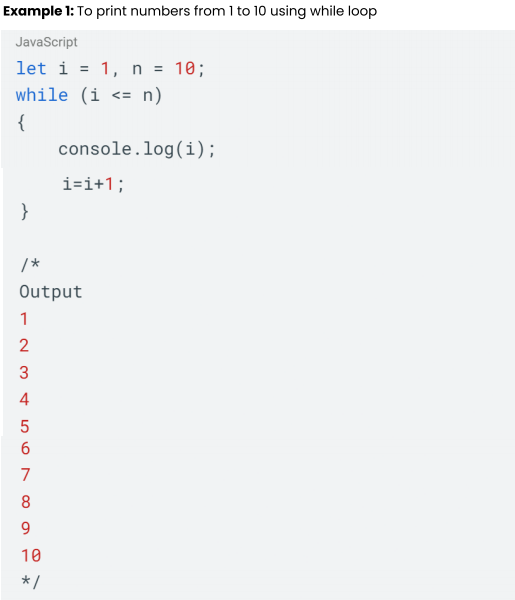 Example 1: To print numbers from 1 to 10 using while loop
JavaScript
let i = 1, n = 10;
while (i <= n)
{
console.log(i);
i=i+1;
}
/*
Output
1
2
3
4
5
6
7
8
9
10
*/